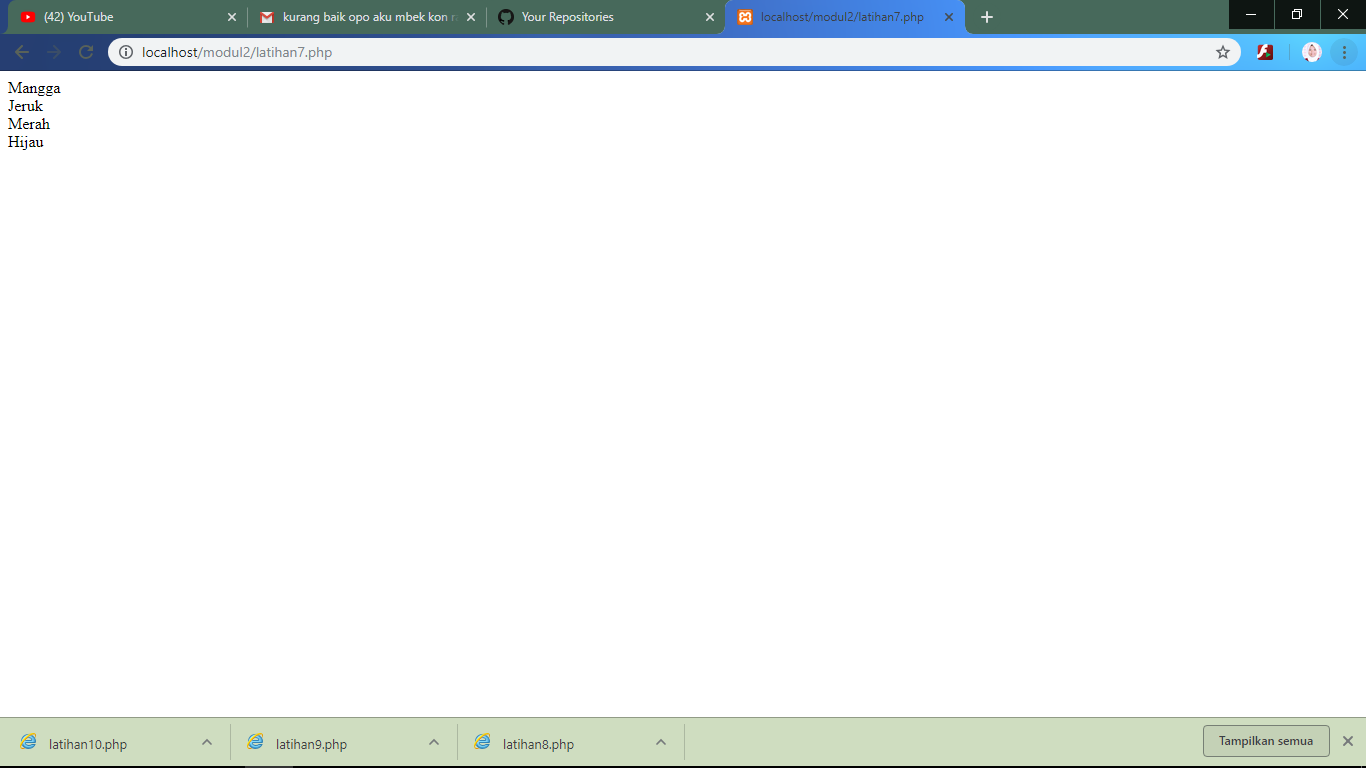 (42) YouTube
kurang baik opo aku mbek kon
Your Repositories
localhost/modul2/latihan7.php
localhost/modul2/latihan7.php
Mangga
Jeruk
Merah
Hijau
latihan10.php
latihan9.php
latihan8.php
Tampilkan semua